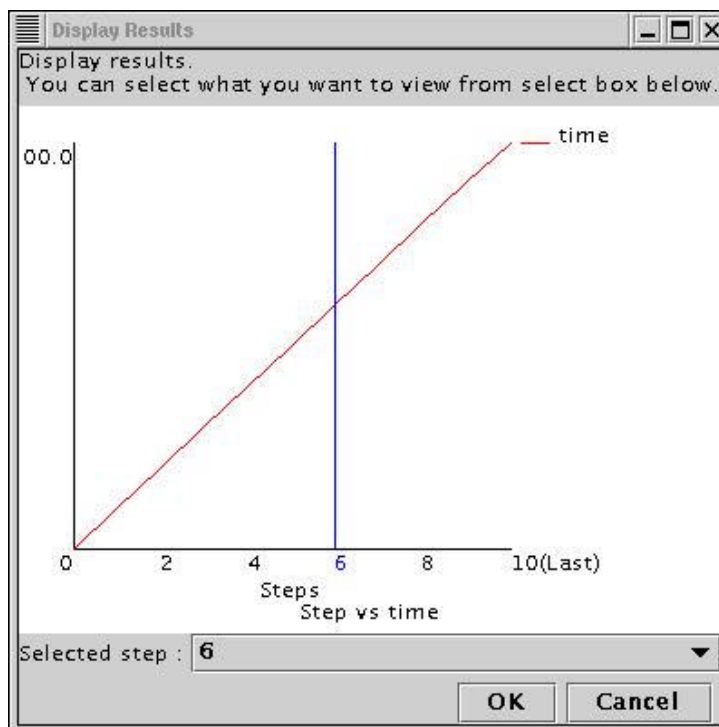 Display Results
Display results.
You can select what you want to view from select box below.
00.0
time
0 2 4 6 8 10(Last)
Steps
Step vs time
Selected step : 6
OK Cancel